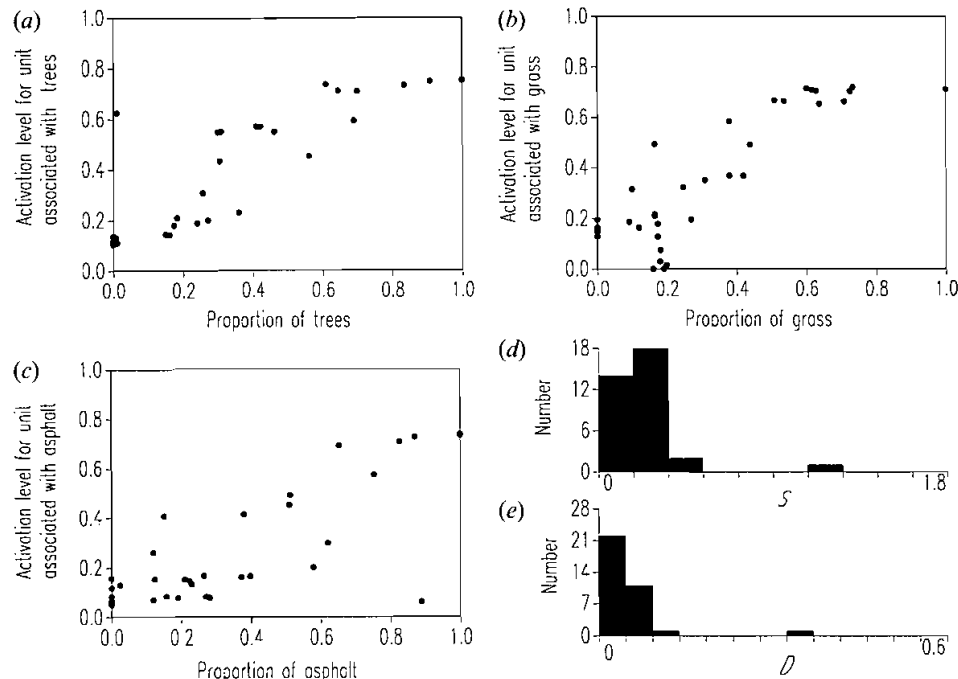 (a)
Activation level for unit
associated with trees
1.0
0.8
0.6
0.4
0.2
0.0
0.0 0.2 0.4 0.6 0.8 1.0
Proportion of trees
(b)
Activation level for unit
associated with grass
1.0
0.8
0.6
0.4
0.2
0.0
0.0 0.2 0.4 0.6 0.8 1.0
Proportion of grass
(c)
Activation level for unit
associated with asphalt
1.0
0.8
0.6
0.4
0.2
0.0
0.0 0.2 0.4 0.6 0.8 1.0
Proportion of asphalt
(d)
Number
18
12
6
0
0 1.8
S
(e)
Number
28
21
14
7
0
0 0.6
D